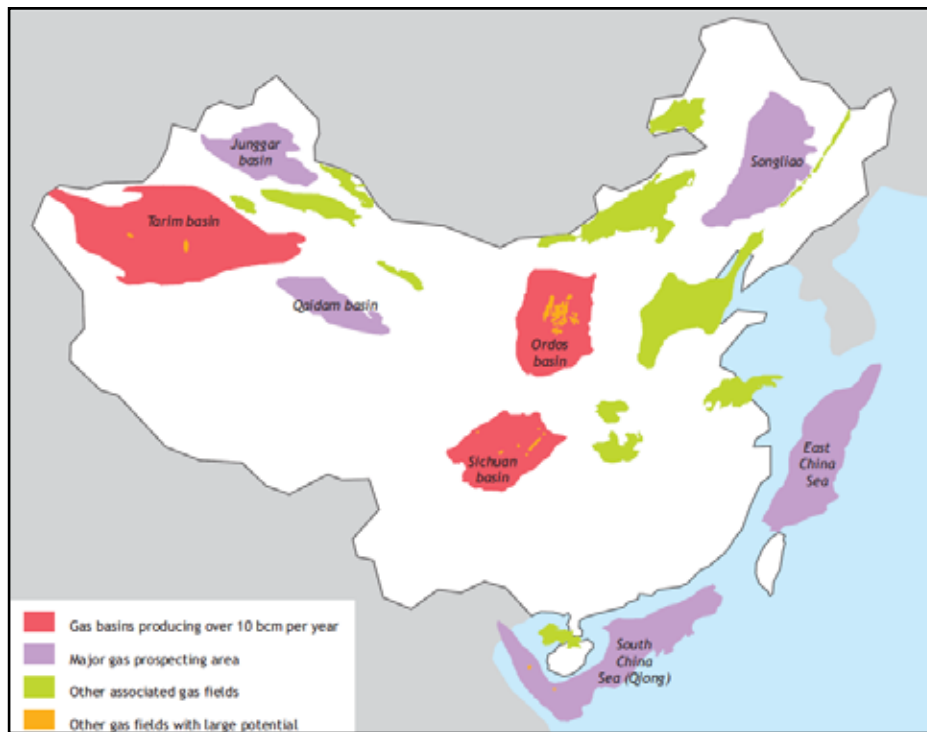 Junggar
basin
Songliao
Tarim basin
Qaidam basin
Ordos
basin
Sichuan
basin
East
China
Sea
South
China
Sea (Qiong)
Gas basins producing over 10 bcm per year
Major gas prospecting area
Other associated gas fields
Other gas fields with large potential